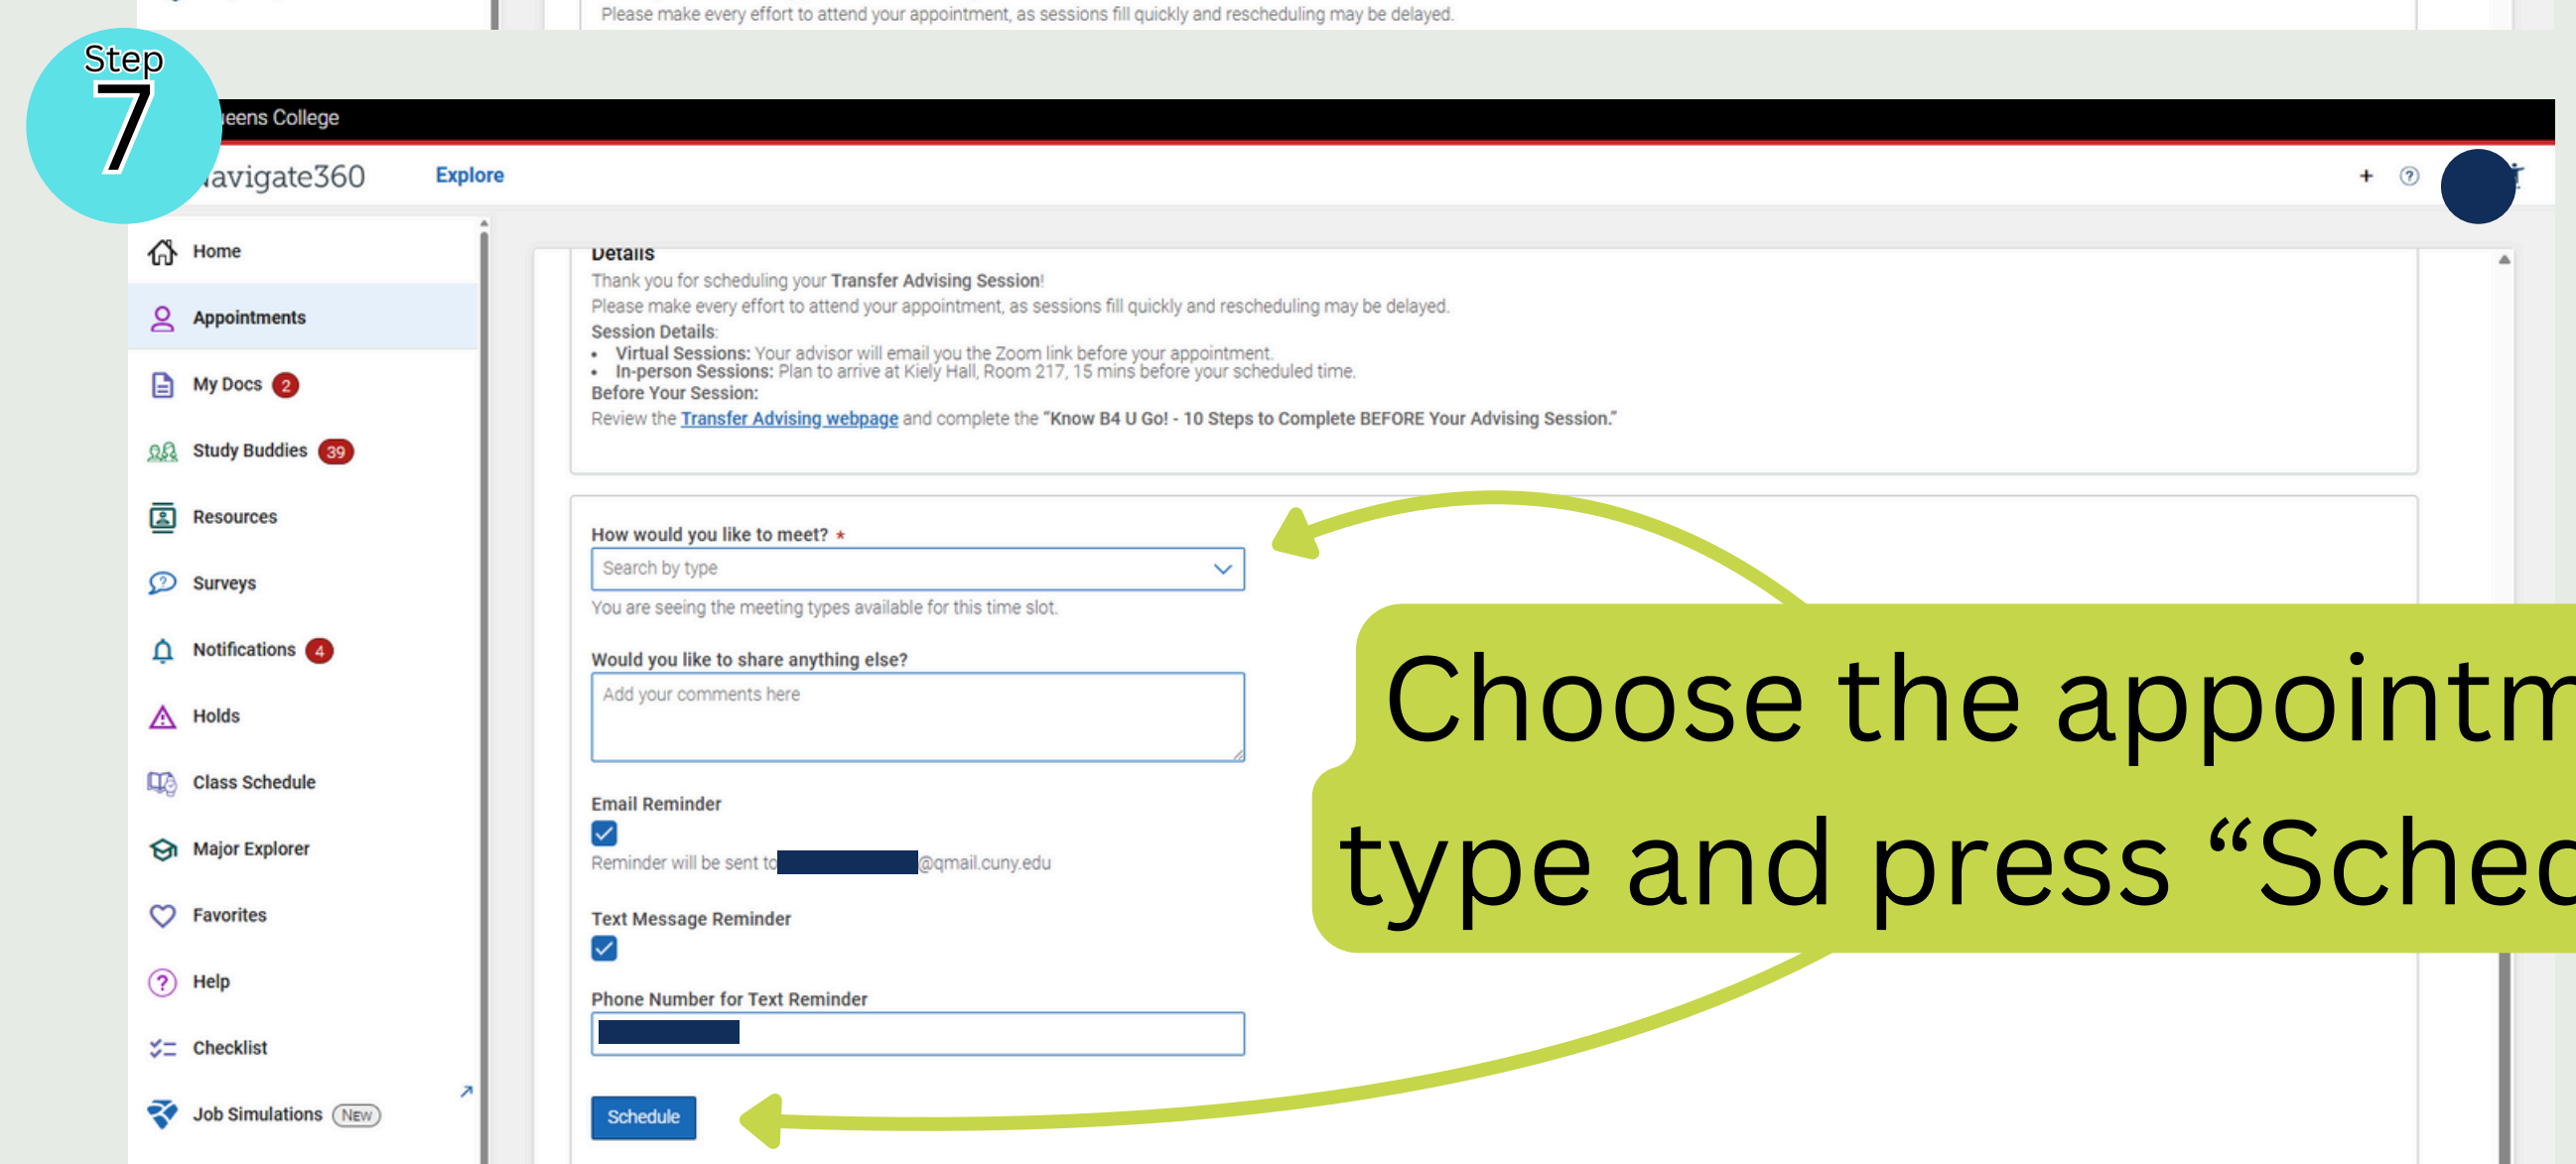 Please make every effort to attend your appointment, as sessions fill quickly and rescheduling may be delayed.
Step
7
eens College
avigate360
Explore
+
?
Home
Appointments
My Docs 2
Study Buddies 39
Resources
Surveys
Notifications 4
Holds
Class Schedule
Major Explorer
Favorites
Help
Checklist
Job Simulations New
Details
Thank you for scheduling your Transfer Advising Session!
Please make every effort to attend your appointment, as sessions fill quickly and rescheduling may be delayed.
Session Details:
• Virtual Sessions: Your advisor will email you the Zoom link before your appointment.
• In-person Sessions: Plan to arrive at Kiely Hall, Room 217, 15 mins before your scheduled time.
Before Your Session:
Review the Transfer Advising webpage and complete the “Know B4 U Go! - 10 Steps to Complete BEFORE Your Advising Session.”
How would you like to meet? *
Search by type
You are seeing the meeting types available for this time slot.
Would you like to share anything else?
Add your comments here
Email Reminder
Reminder will be sent to @qmail.cuny.edu
Text Message Reminder
Phone Number for Text Reminder
Schedule
Choose the appointm
type and press “Sched